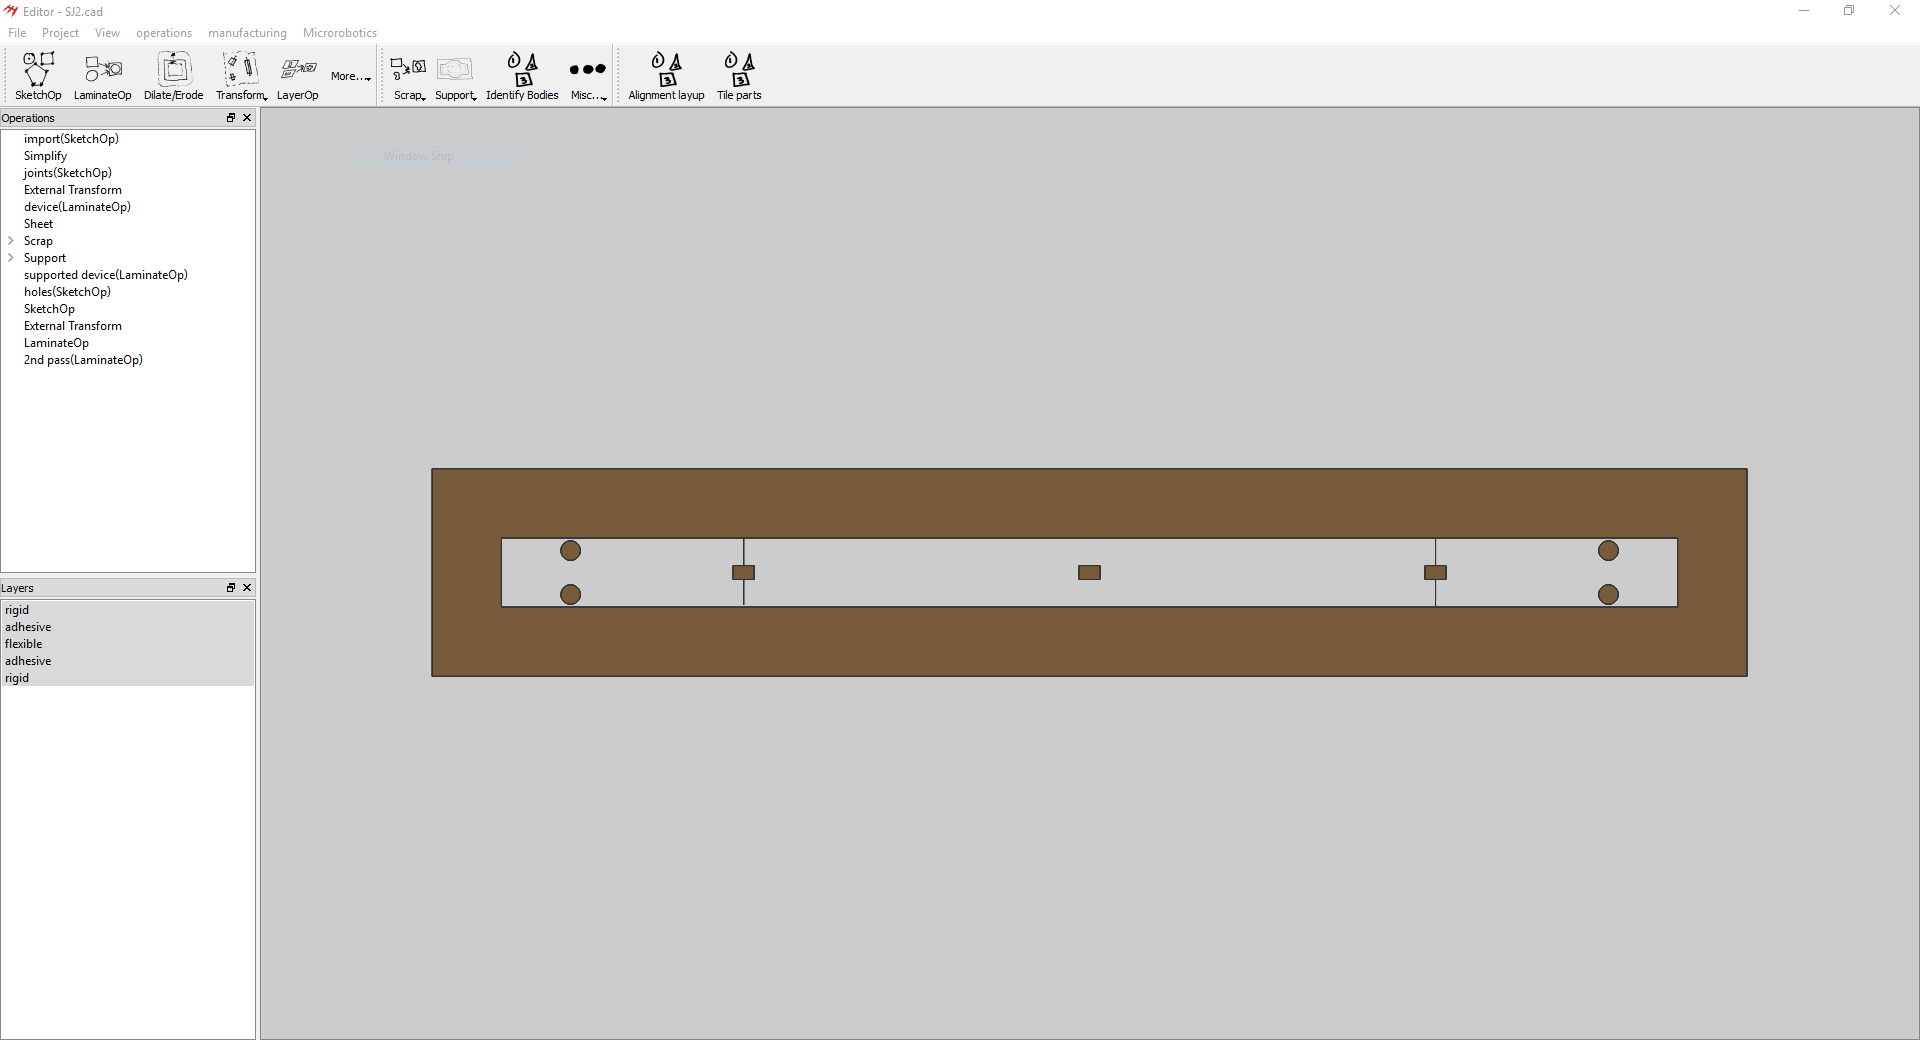 Editor - SJ2.cad
File Project View operations manufacturing Microrobotics
SketchOp LaminateOp Dilate/Erode Transform LayerOp More... Scrap Support Identify Bodies Misc... Alignment layup Tile parts
Operations
import(SketchOp)
Simplify
joints(SketchOp)
External Transform
device(LaminateOp)
Sheet
Scrap
Support
supported device(LaminateOp)
holes(SketchOp)
SketchOp
External Transform
LaminateOp
2nd pass(LaminateOp)
Layers
rigid
adhesive
flexible
adhesive
rigid
Window Snip